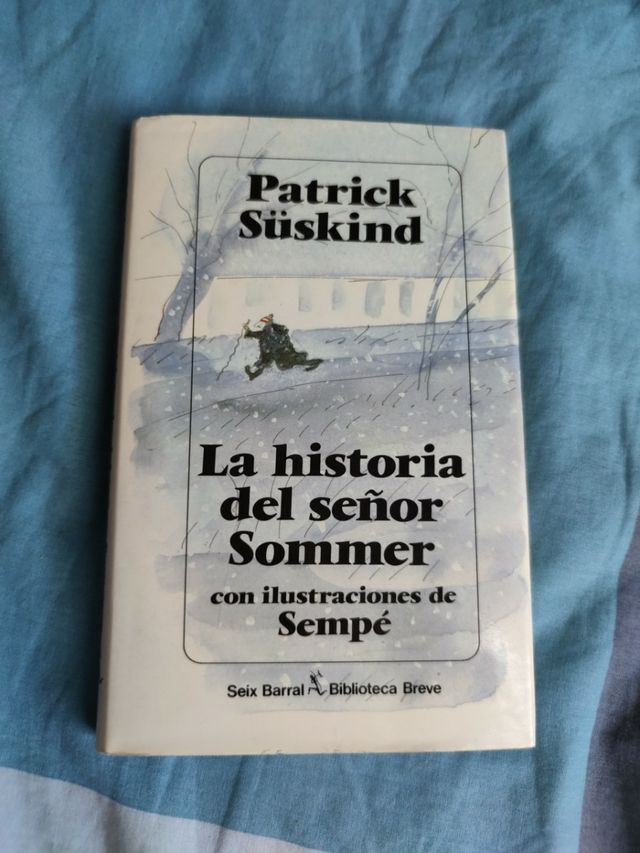 Patrick
Süskind
La historia
del señor
Sommer
con ilustraciones de
Sempé
Seix Barral Biblioteca Breve